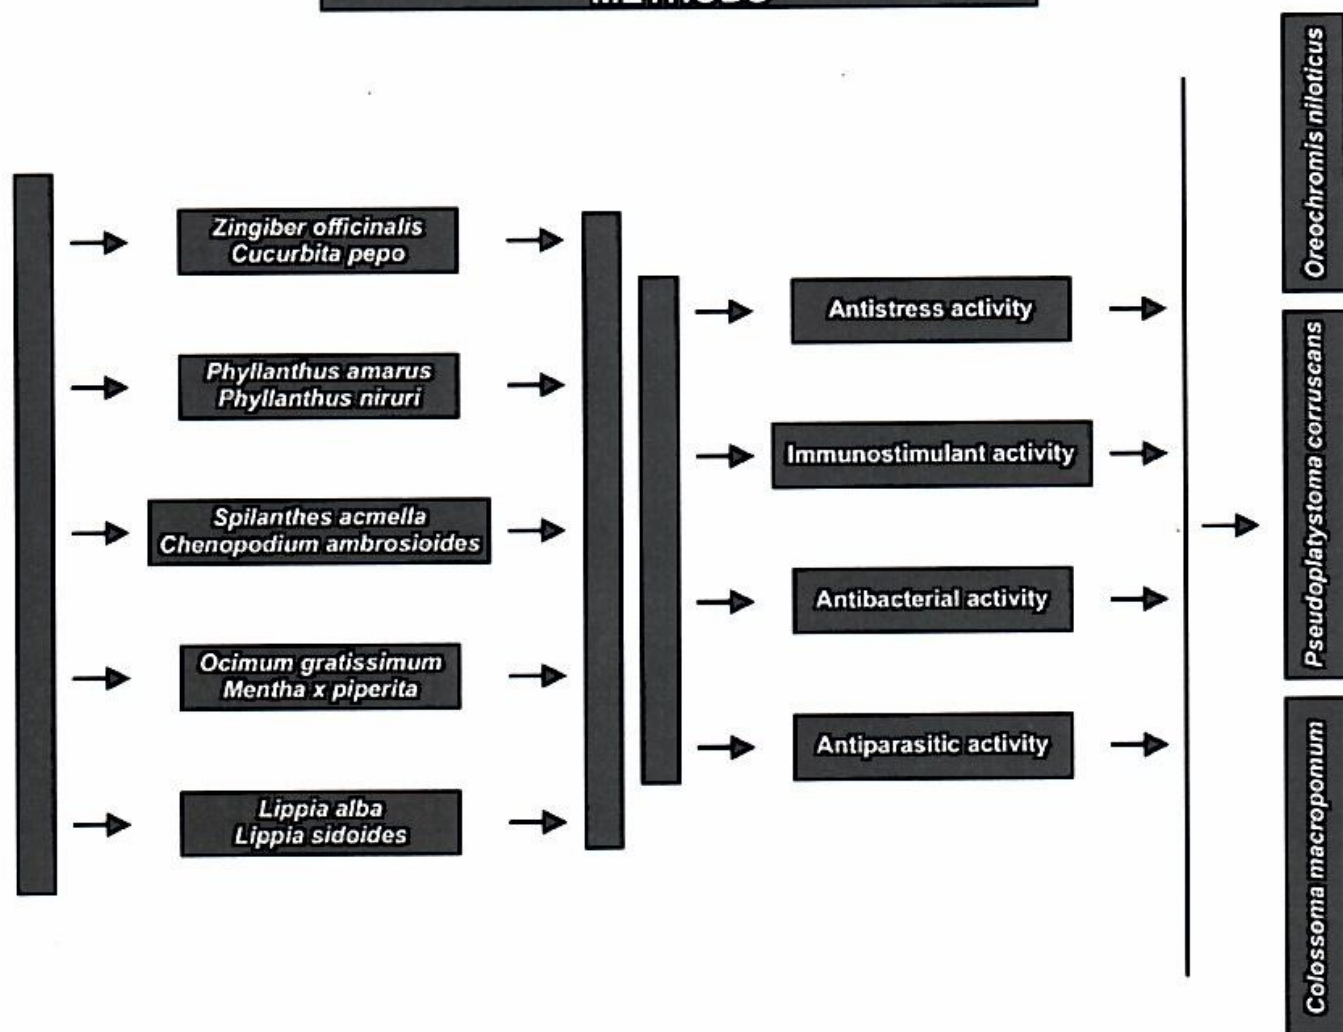 METHODS
Zingiber officinalis
Cucurbita pepo
Phyllanthus amarus
Phyllanthus niruri
Spilanthes acmella
Chenopodium ambrosioides
Ocimum gratissimum
Mentha x piperita
Lippia alba
Lippia sidoides
Antistress activity
Immunostimulant activity
Antibacterial activity
Antiparasitic activity
Oreochromis niloticus
Pseudoplatystoma corruscans
Colossoma macropomum